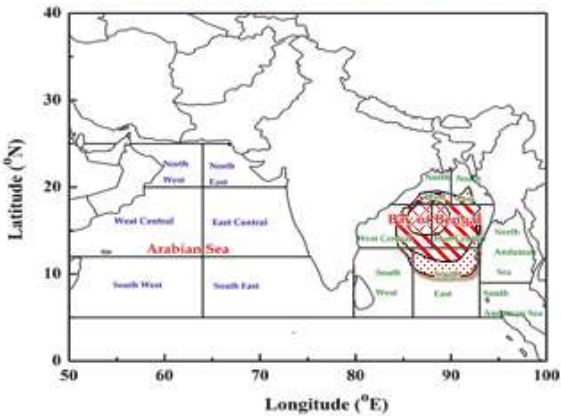 40
30
20
10
0
50
60
70
80
90
100
Latitude (°N)
Longitude (°E)
North
West
North
East
West Central
East Central
Arabian Sea
South West
South East
North
Bay of Bengal
West Central
South
West
East
North
Andaman
Sea
South
Andaman Sea